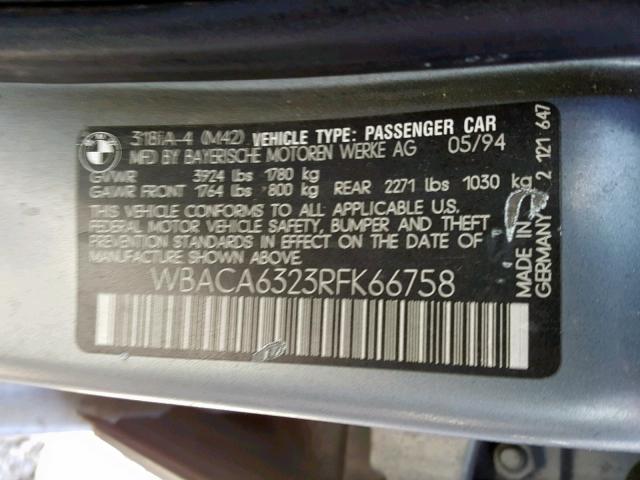 BMW
318iA-4 (M42) VEHICLE TYPE: PASSENGER CAR
MFD BY BAYERISCHE MOTOREN WERKE AG 05/94
GVWR 3924 lbs 1780 kg
GAWR FRONT 1764 lbs 800 kg REAR 2271 lbs 1030 kg
THIS VEHICLE CONFORMS TO ALL APPLICABLE U.S.
FEDERAL MOTOR VEHICLE SAFETY, BUMPER AND THEFT
PREVENTION STANDARDS IN EFFECT ON THE DATE OF
MANUFACTURE SHOWN ABOVE.
WBACA6323RFK66758
MADE IN
GERMANY 2 121 647